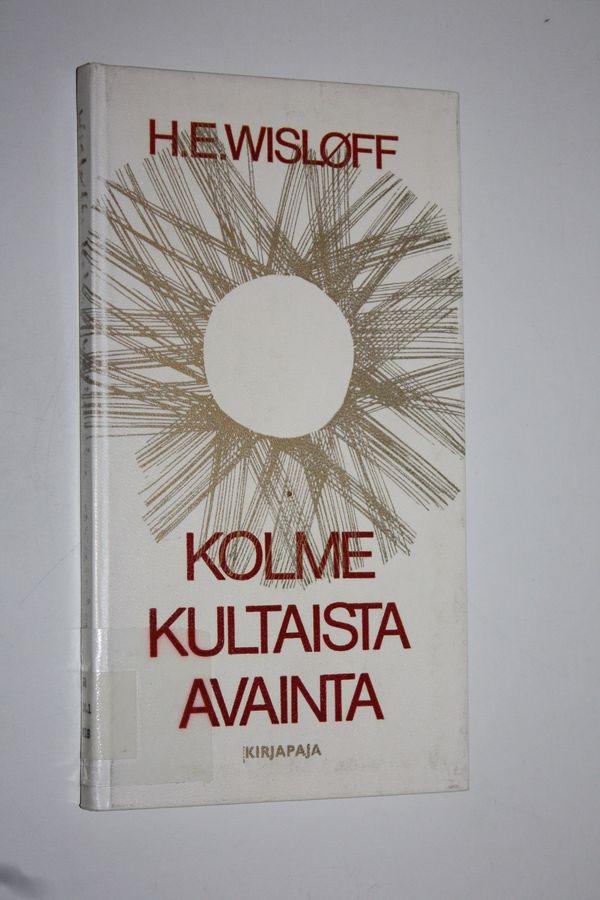 H.E.WISLØFF
KOLME
KULTAISTA
AVAINTA
KIRJAPAJA